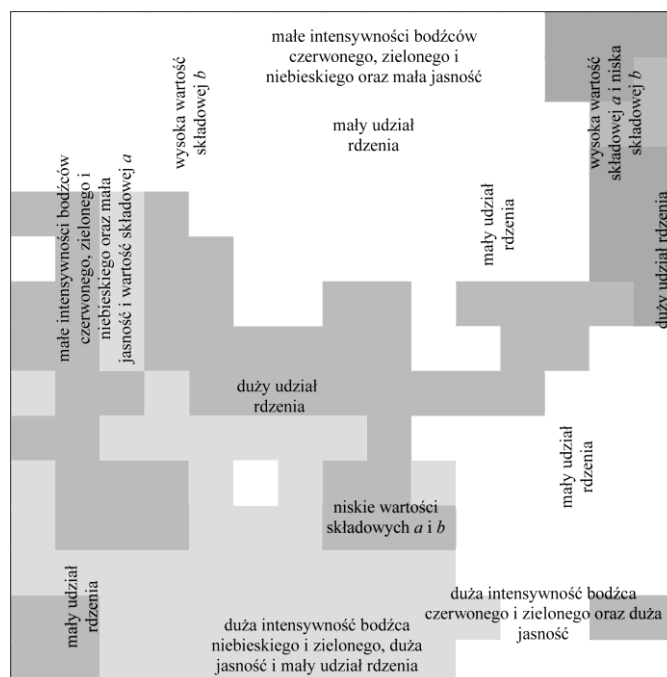 małe intensywności bodźców
czerwonego, zielonego i
niebieskiego oraz mała jasność
wysoka wartość
składowej b
wysoka wartość
składowej a i niska
składowej b
mały udział
rdzenia
małe intensywności bodźców
czerwonego, zielonego i
niebieskiego oraz mała
jasność i wartość składowej a
mały udział
rdzenia
duży udział rdzenia
duży udział
rdzenia
mały udział
rdzenia
niskie wartości
składowych a i b
mały udział
rdzenia
duża intensywność bodźca
czerwonego i zielonego oraz duża
jasność
duża intensywność bodźca
niebieskiego i zielonego, duża
jasność i mały udział rdzenia